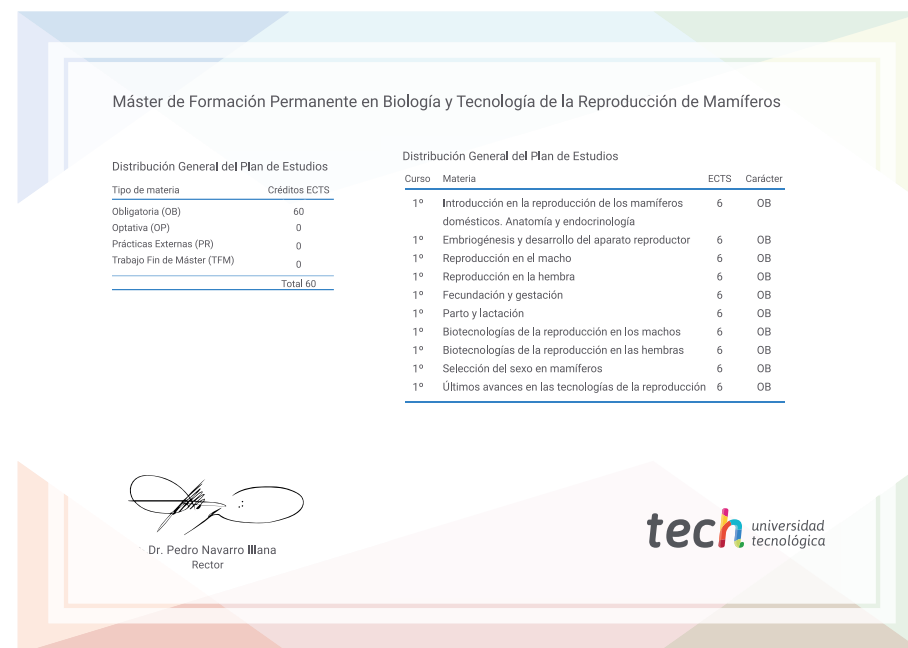 Máster de Formación Permanente en Biología y Tecnología de la Reproducción de Mamíferos
Distribución General del Plan de Estudios
Tipo de materia Créditos ECTS
Obligatoria (OB) 60
Optativa (OP) 0
Prácticas Externas (PR) 0
Trabajo Fin de Máster (TFM) 0
Total 60
Distribución General del Plan de Estudios
Curso Materia ECTS Carácter
1º Introducción en la reproducción de los mamíferos 6 OB
domésticos. Anatomía y endocrinología
1º Embriogénesis y desarrollo del aparato reproductor 6 OB
1º Reproducción en el macho 6 OB
1º Reproducción en la hembra 6 OB
1º Fecundación y gestación 6 OB
1º Parto y lactación 6 OB
1º Biotecnologías de la reproducción en los machos 6 OB
1º Biotecnologías de la reproducción en las hembras 6 OB
1º Selección del sexo en mamíferos 6 OB
1º Últimos avances en las tecnologías de la reproducción 6 OB
Dr. Pedro Navarro Illana
Rector
tech universidad
tecnológica